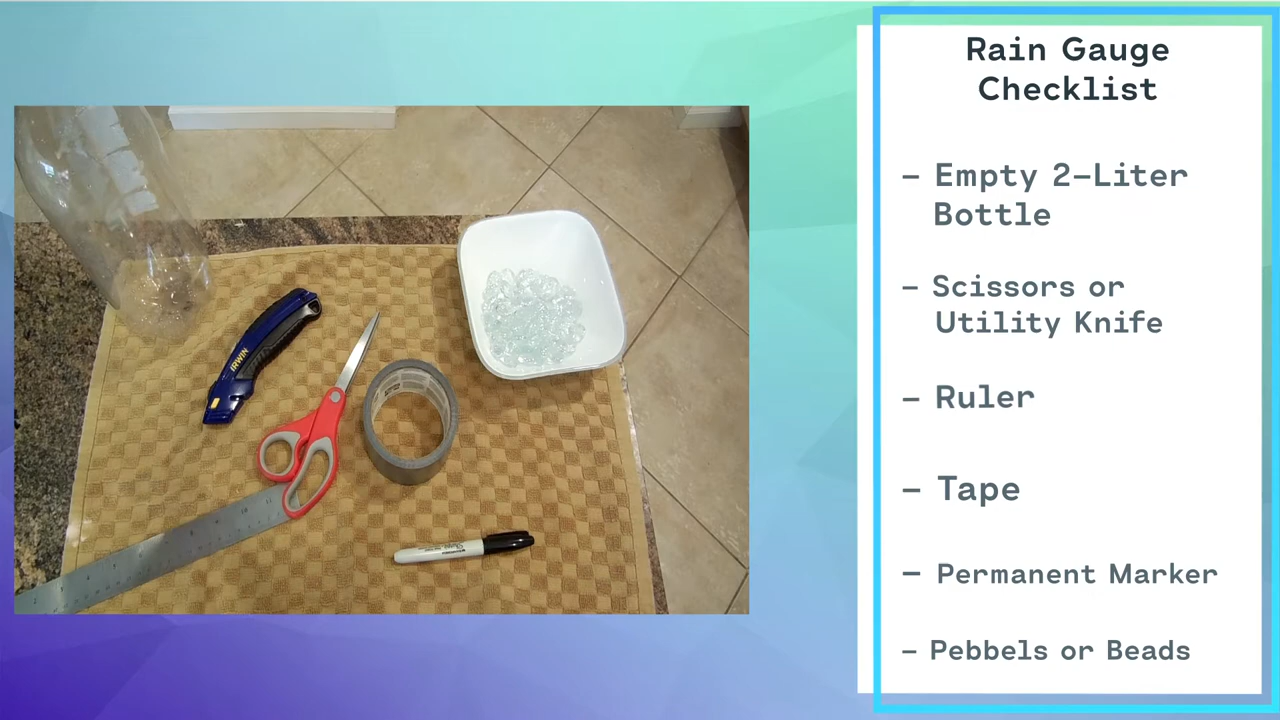 Rain Gauge
Checklist
– Empty 2–Liter
Bottle
– Scissors or
Utility Knife
– Ruler
– Tape
– Permanent Marker
– Pebbels or Beads
IRWIN